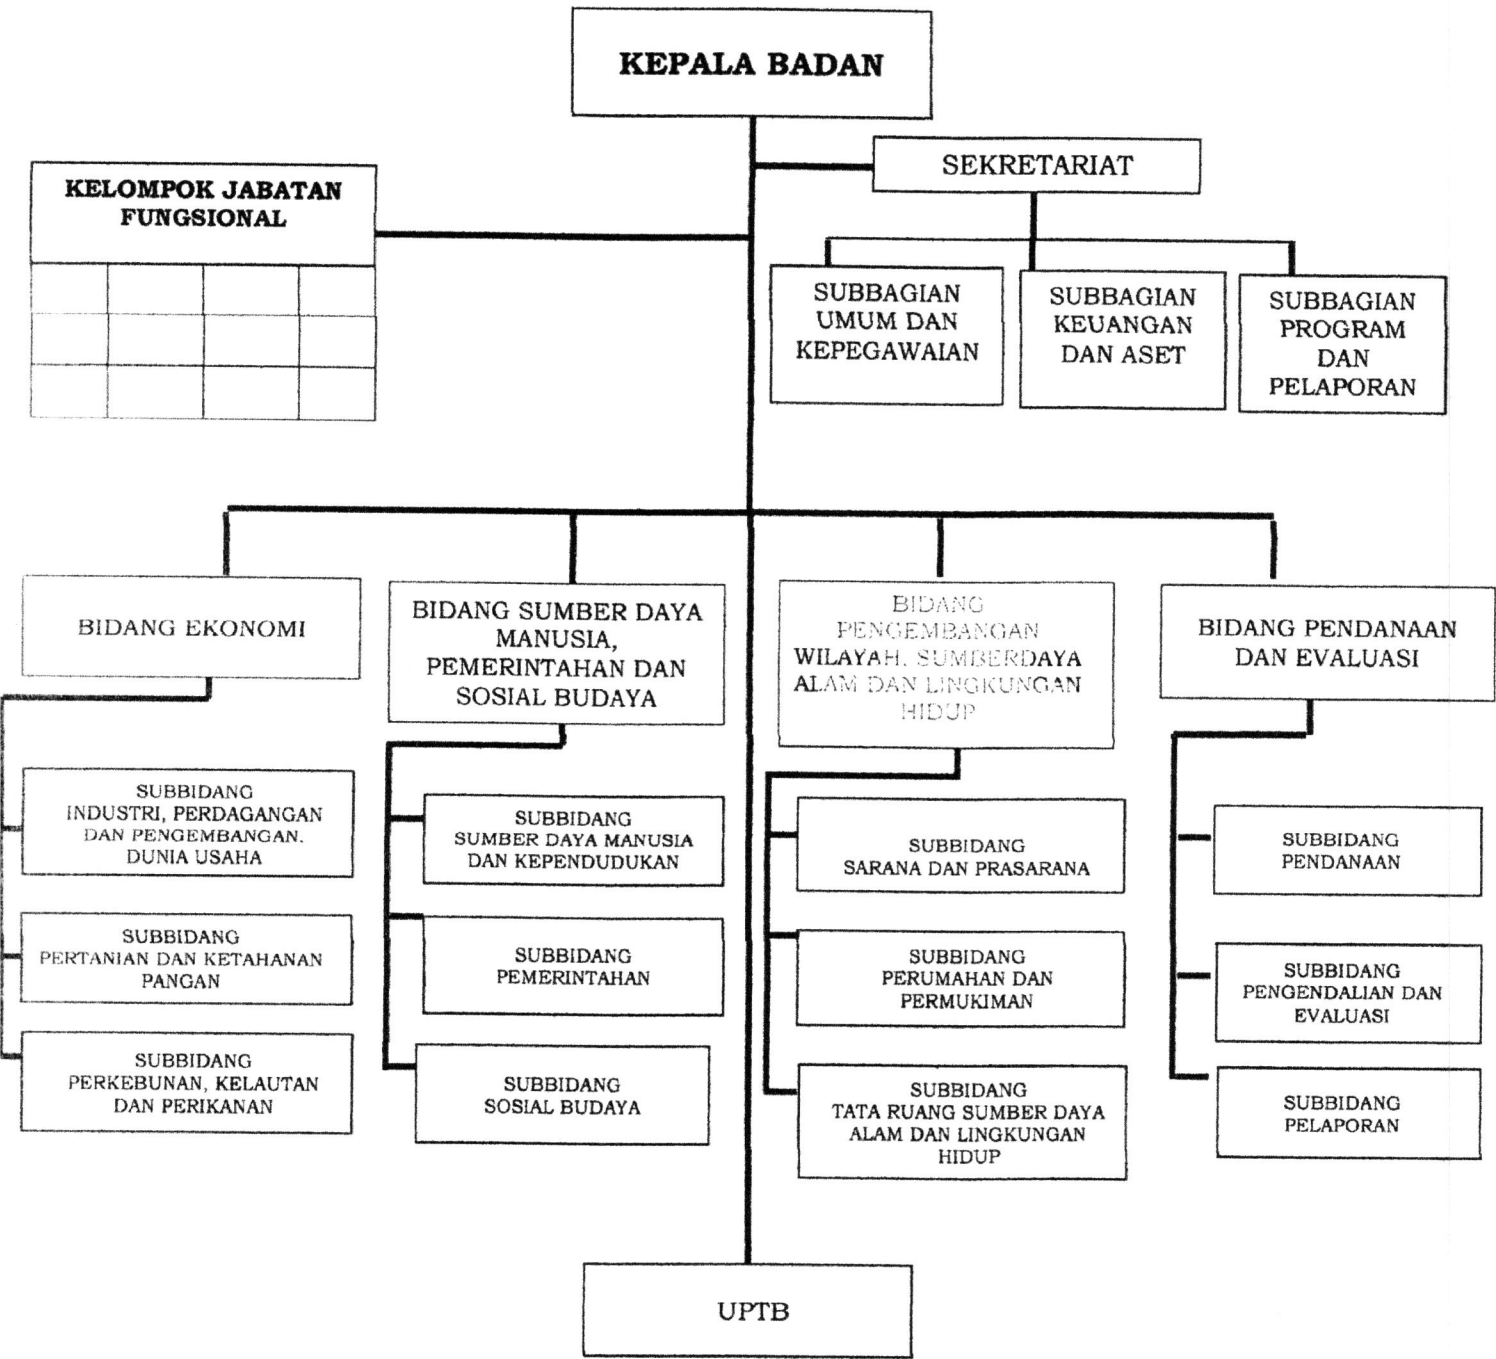 KEPALA BADAN
SEKRETARIAT
KELOMPOK JABATAN
FUNGSIONAL
SUBBAGIAN
UMUM DAN
KEPEGAWAIAN
SUBBAGIAN
KEUANGAN
DAN ASET
SUBBAGIAN
PROGRAM
DAN
PELAPORAN
BIDANG EKONOMI
BIDANG SUMBER DAYA
MANUSIA,
PEMERINTAHAN DAN
SOSIAL BUDAYA
BIDANG
PENGEMBANGAN
WILAYAH, SUMBERDAYA
ALAM DAN LINGKUNGAN
HIDUP
BIDANG PENDANAAN
DAN EVALUASI
SUBBIDANG
INDUSTRI, PERDAGANGAN
DAN PENGEMBANGAN.
DUNIA USAHA
SUBBIDANG
PERTANIAN DAN KETAHANAN
PANGAN
SUBBIDANG
PERKEBUNAN, KELAUTAN
DAN PERIKANAN
SUBBIDANG
SUMBER DAYA MANUSIA
DAN KEPENDUDUKAN
SUBBIDANG
PEMERINTAHAN
SUBBIDANG
SOSIAL BUDAYA
SUBBIDANG
SARANA DAN PRASARANA
SUBBIDANG
PERUMAHAN DAN
PERMUKIMAN
SUBBIDANG
TATA RUANG SUMBER DAYA
ALAM DAN LINGKUNGAN
HIDUP
SUBBIDANG
PENDANAAN
SUBBIDANG
PENGENDALIAN DAN
EVALUASI
SUBBIDANG
PELAPORAN
UPTB